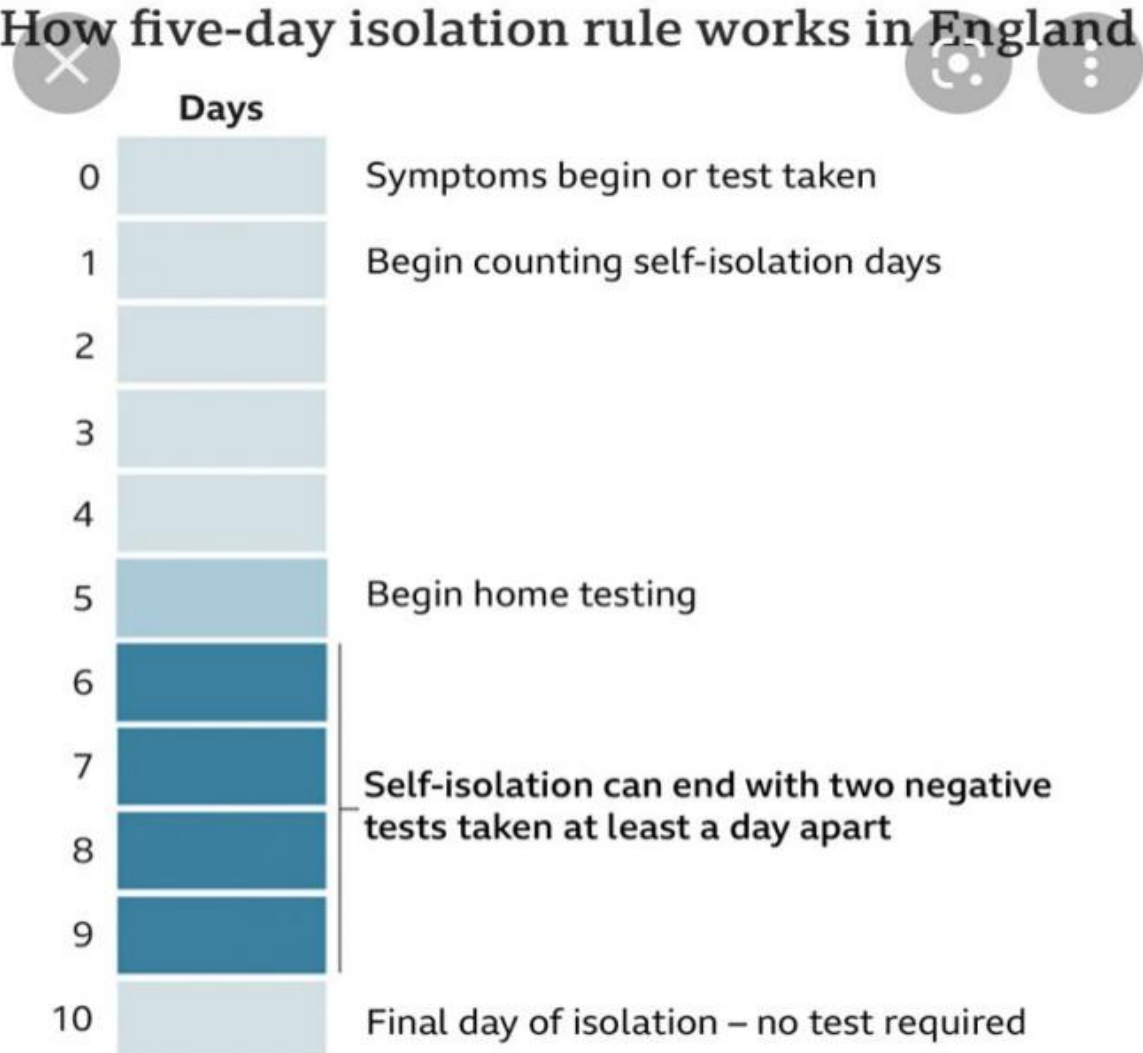 How five-day isolation rule works in England
Days
0 Symptoms begin or test taken
1 Begin counting self-isolation days
2
3
4
5 Begin home testing
6
7
Self-isolation can end with two negative
tests taken at least a day apart
8
9
10 Final day of isolation – no test required